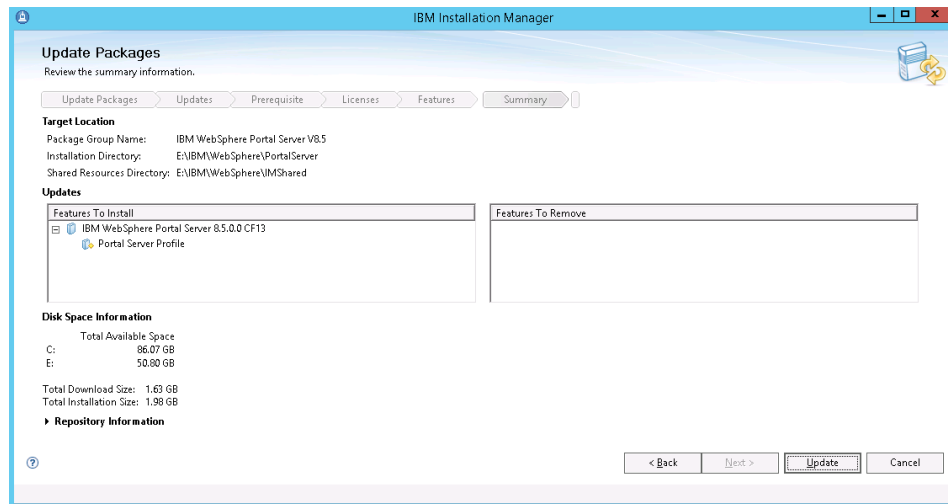 IBM Installation Manager
Update Packages
Review the summary information.
Update Packages Updates Prerequisite Licenses Features Summary
Target Location
Package Group Name: IBM WebSphere Portal Server V8.5
Installation Directory: E:\IBM\WebSphere\PortalServer
Shared Resources Directory: E:\IBM\WebSphere\IMShared
Updates
Features To Install Features To Remove
IBM WebSphere Portal Server 8.5.0.0 CF13
Portal Server Profile
Disk Space Information
Total Available Space
C: 86.07 GB
E: 50.80 GB
Total Download Size: 1.63 GB
Total Installation Size: 1.98 GB
Repository Information
? < Back Next > Update Cancel